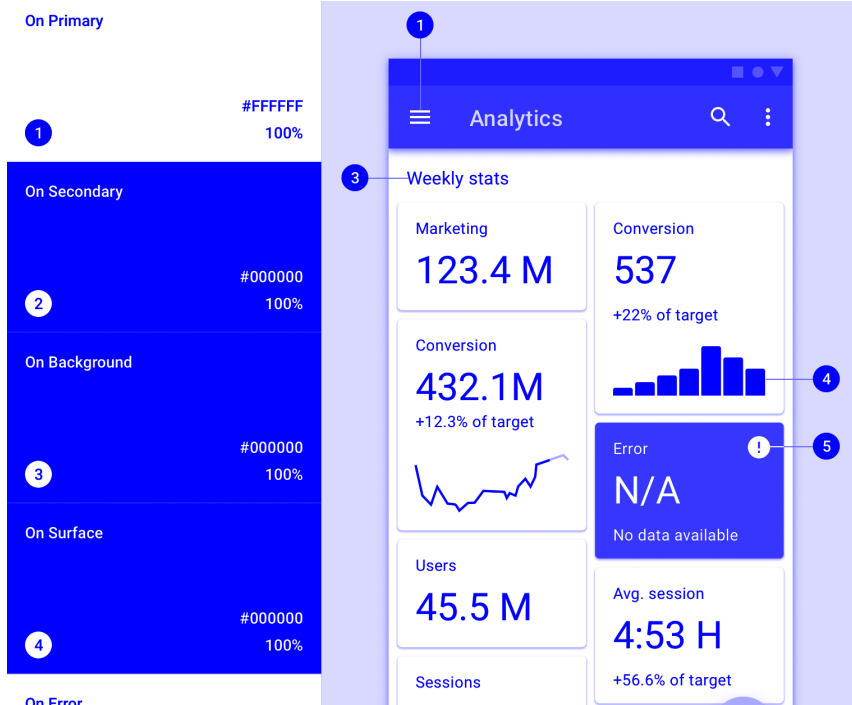 On Primary
#FFFFFF
1
100%
On Secondary
#000000
2
100%
On Background
#000000
3
100%
On Surface
#000000
4
100%
On Error
1
Analytics
3
Weekly stats
Marketing
123.4 M
Conversion
537
+22% of target
4
Conversion
432.1M
+12.3% of target
Error
!
5
N/A
No data available
Users
45.5 M
Avg. session
4:53 H
+56.6% of target
Sessions